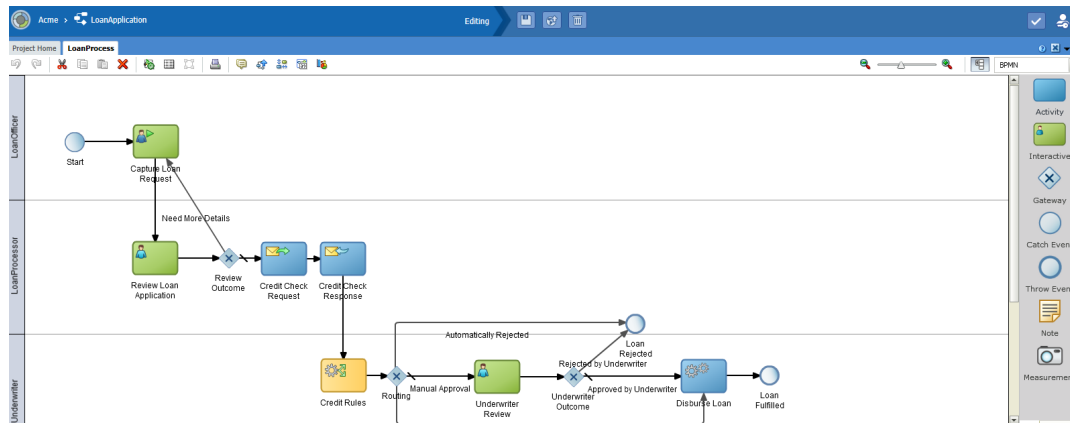 Acme > LoanApplication
Editing
Project Home
LoanProcess
BPMN
LoanOfficer
Start
Capture Loan
Request
Need More Details
LoanProcessor
Review Loan
Application
Review
Outcome
Credit Check
Request
Credit Check
Response
Underwriter
Automatically Rejected
Loan
Rejected
Rejected by Underwriter
Credit Rules
Routing
Manual Approval
Underwriter
Review
Underwriter
Outcome
Approved by Underwriter
Disburse Loan
Loan
Fulfilled
Activity
Interactive
Gateway
Catch Even
Throw Even
Note
Measuremen